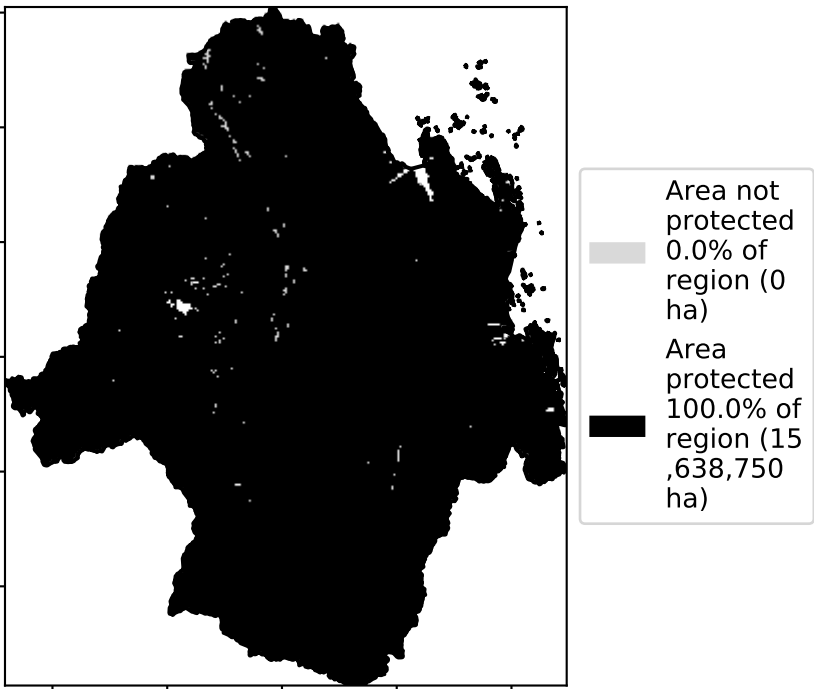 Area not
protected
0.0% of
region (0
ha)
Area
protected
100.0% of
region (15
,638,750
ha)